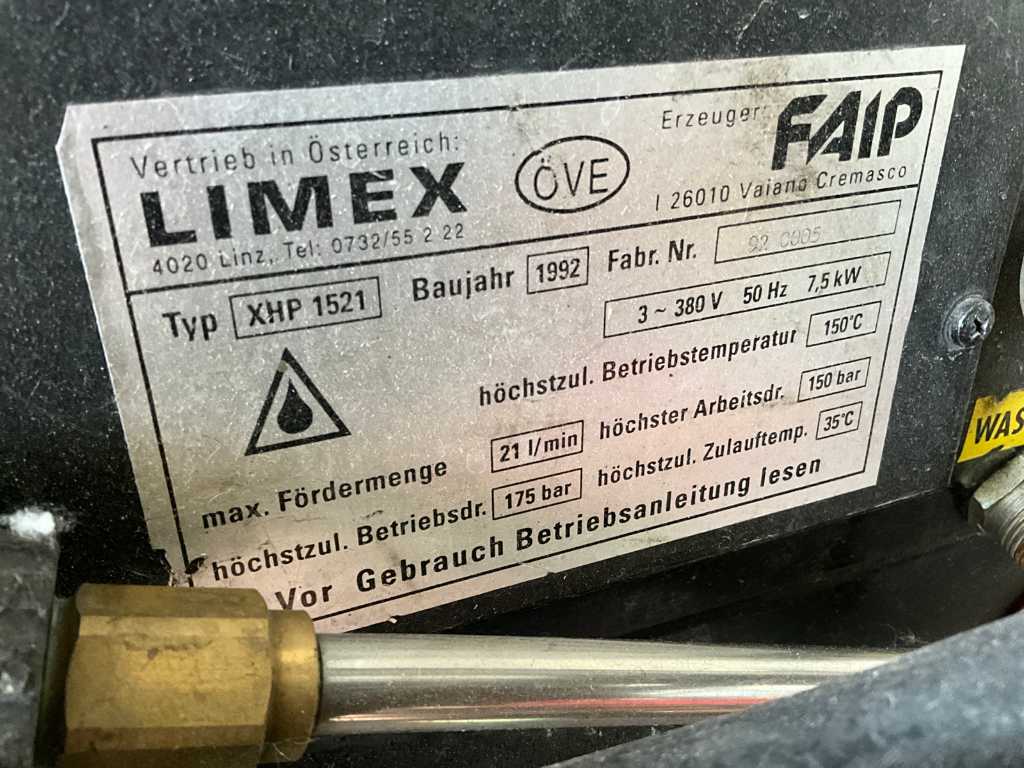 Vertrieb in Österreich:
LIMEX
4020 Linz, Tel: 0732/55 2 22
ÖVE
Erzeuger: FAIP
I 26010 Vaiano Cremasco
Typ XHP 1521 Baujahr 1992 Fabr. Nr. 92 0005
3 ~ 380 V 50 Hz 7,5 kW
höchstzul. Betriebstemperatur 150°C
max. Fördermenge 21 l/min höchster Arbeitsdr. 150 bar
höchstzul. Betriebsdr. 175 bar höchstzul. Zulauftemp. 35°C
Vor Gebrauch Betriebsanleitung lesen
WAS